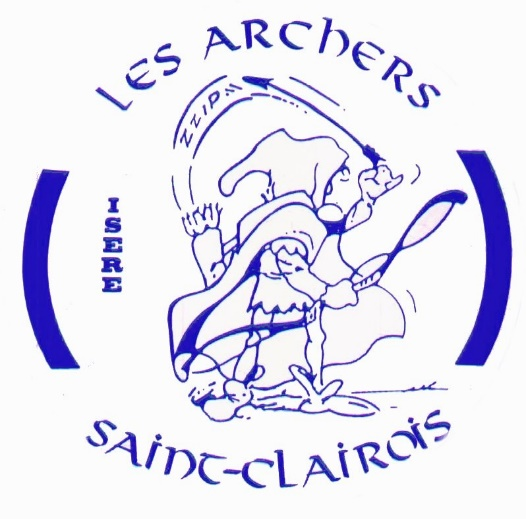 LES ARChERS
ZZIP
ISERE
SAINT-CLAIROIS